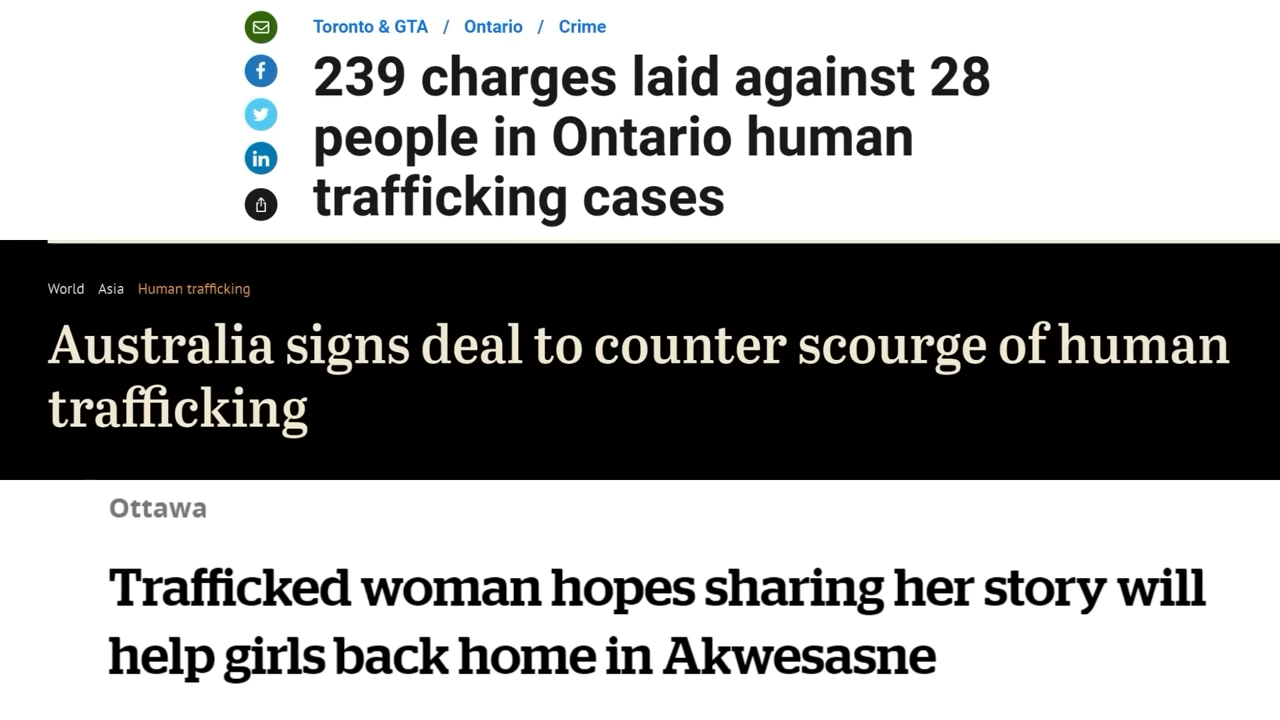 Toronto & GTA / Ontario / Crime
239 charges laid against 28
people in Ontario human
trafficking cases
World Asia Human trafficking
Australia signs deal to counter scourge of human
trafficking
Ottawa
Trafficked woman hopes sharing her story will
help girls back home in Akwesasne